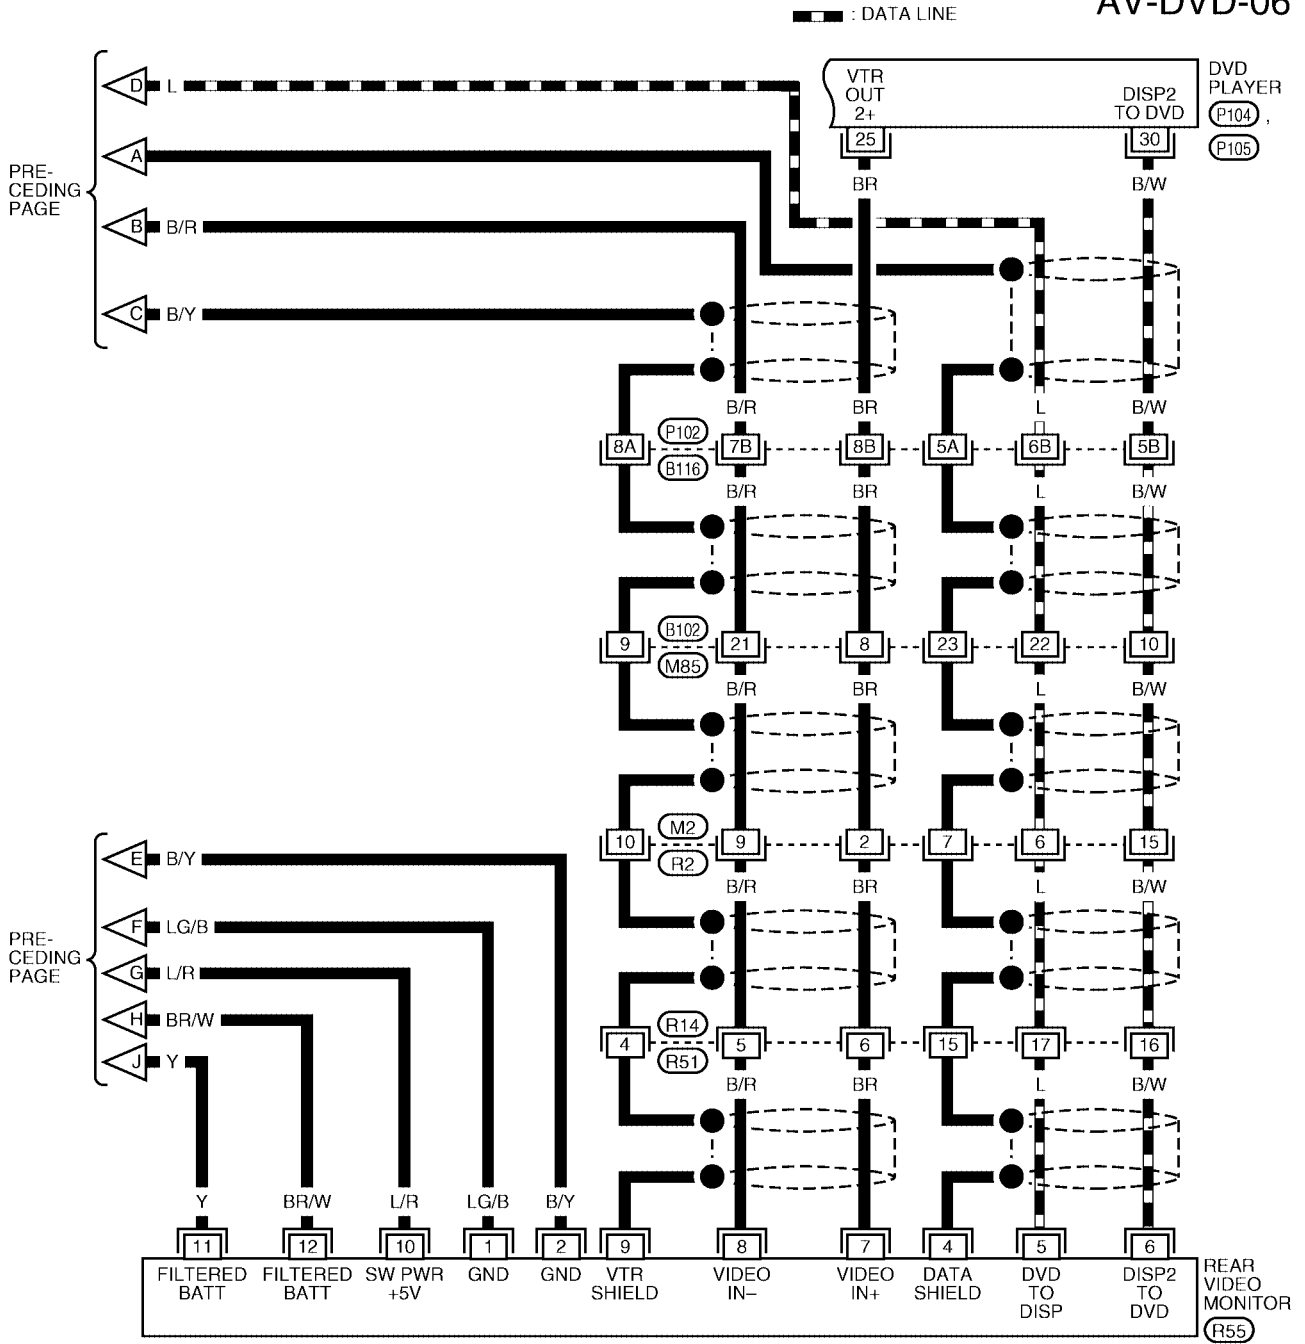 : DATA LINE
AV-DVD-06
DVD
PLAYER
P104 ,
P105
VTR
OUT
2+
DISP2
TO DVD
25
30
PRE-
CEDING
PAGE
D L
A
B B/R
C B/Y
BR
B/W
B/R BR L B/W
P102
8A 7B 8B 5A 6B 5B
B116
B/R BR L B/W
B102
9 21 8 23 22 10
M85
B/R BR L B/W
M2
10 9 2 7 6 15
R2
B/R BR L B/W
R14
4 5 6 15 17 16
R51
B/R BR L B/W
PRE-
CEDING
PAGE
E B/Y
F LG/B
G L/R
H BR/W
J Y
Y BR/W L/R LG/B B/Y
11 12 10 1 2 9 8 7 4 5 6
FILTERED
BATT
FILTERED
BATT
SW PWR
+5V
GND
GND
VTR
SHIELD
VIDEO
IN–
VIDEO
IN+
DATA
SHIELD
DVD
TO
DISP
DISP2
TO
DVD
REAR
VIDEO
MONITOR
R55